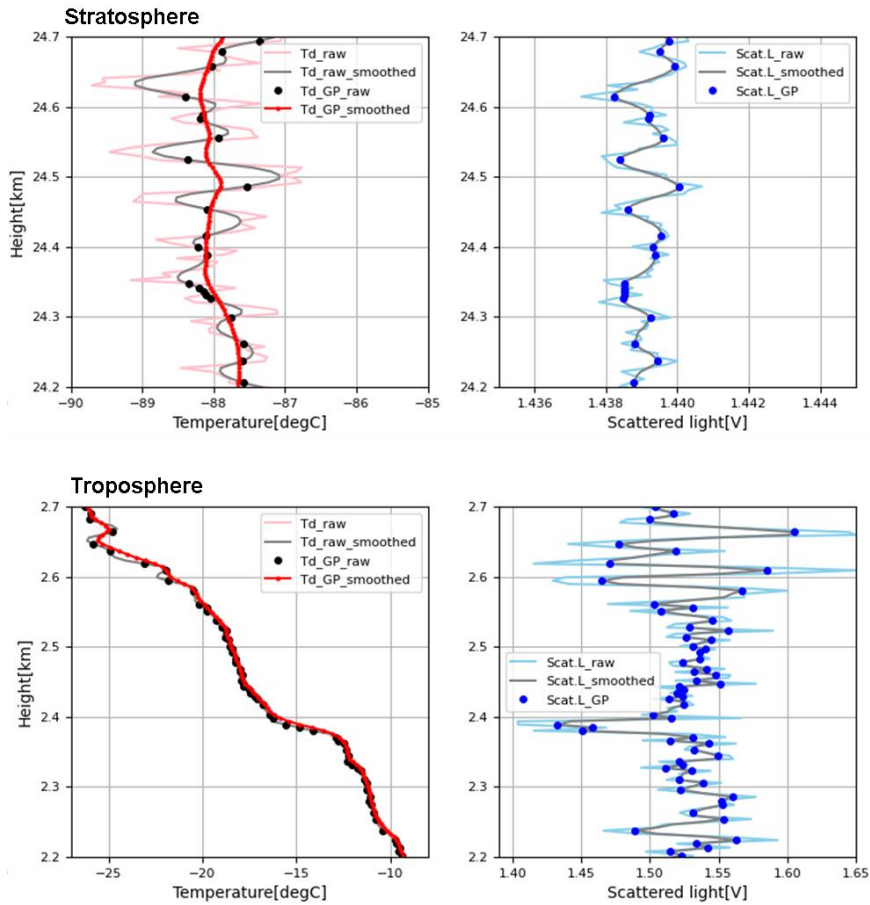 Stratosphere
24.7
24.6
24.5
24.4
24.3
24.2
Height[km]
Td_raw
Td_raw_smoothed
Td_GP_raw
Td_GP_smoothed
−90 −89 −88 −87 −86 −85
Temperature[degC]
24.7
24.6
24.5
24.4
24.3
24.2
Scat.L_raw
Scat.L_smoothed
Scat.L_GP
1.436 1.438 1.440 1.442 1.444
Scattered light[V]
Troposphere
2.7
2.6
2.5
2.4
2.3
2.2
Height[km]
Td_raw
Td_raw_smoothed
Td_GP_raw
Td_GP_smoothed
−25 −20 −15 −10
Temperature[degC]
2.7
2.6
2.5
2.4
2.3
2.2
Scat.L_raw
Scat.L_smoothed
Scat.L_GP
1.40 1.45 1.50 1.55 1.60 1.65
Scattered light[V]